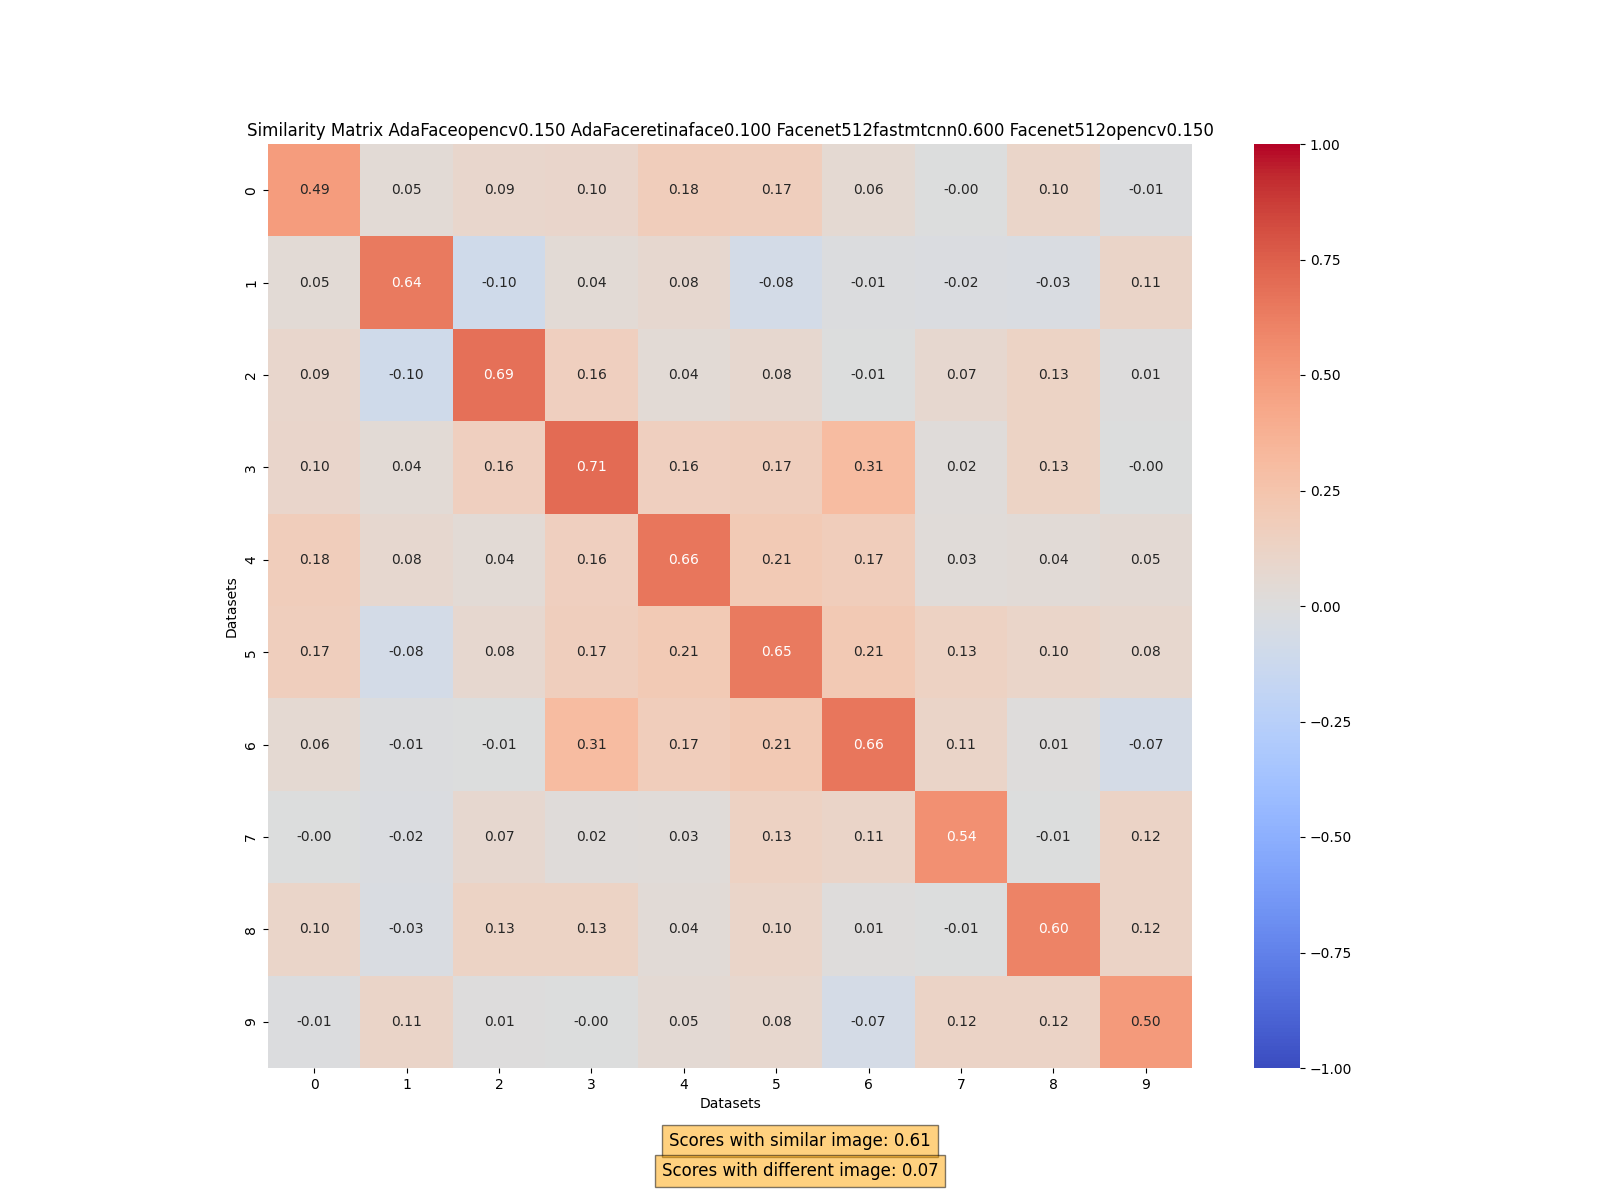 Similarity Matrix AdaFaceopencv0.150 AdaFaceretinaface0.100 Facenet512fastmtcnn0.600 Facenet512opencv0.150
0 0.49 0.05 0.09 0.10 0.18 0.17 0.06 -0.00 0.10 -0.01
1 0.05 0.64 -0.10 0.04 0.08 -0.08 -0.01 -0.02 -0.03 0.11
2 0.09 -0.10 0.69 0.16 0.04 0.08 -0.01 0.07 0.13 0.01
3 0.10 0.04 0.16 0.71 0.16 0.17 0.31 0.02 0.13 -0.00
4 0.18 0.08 0.04 0.16 0.66 0.21 0.17 0.03 0.04 0.05
Datasets
5 0.17 -0.08 0.08 0.17 0.21 0.65 0.21 0.13 0.10 0.08
6 0.06 -0.01 -0.01 0.31 0.17 0.21 0.66 0.11 0.01 -0.07
7 -0.00 -0.02 0.07 0.02 0.03 0.13 0.11 0.54 -0.01 0.12
8 0.10 -0.03 0.13 0.13 0.04 0.10 0.01 -0.01 0.60 0.12
9 -0.01 0.11 0.01 -0.00 0.05 0.08 -0.07 0.12 0.12 0.50
0 1 2 3 4 5 6 7 8 9
Datasets
1.00
0.75
0.50
0.25
0.00
−0.25
−0.50
−0.75
−1.00
Scores with similar image: 0.61
Scores with different image: 0.07